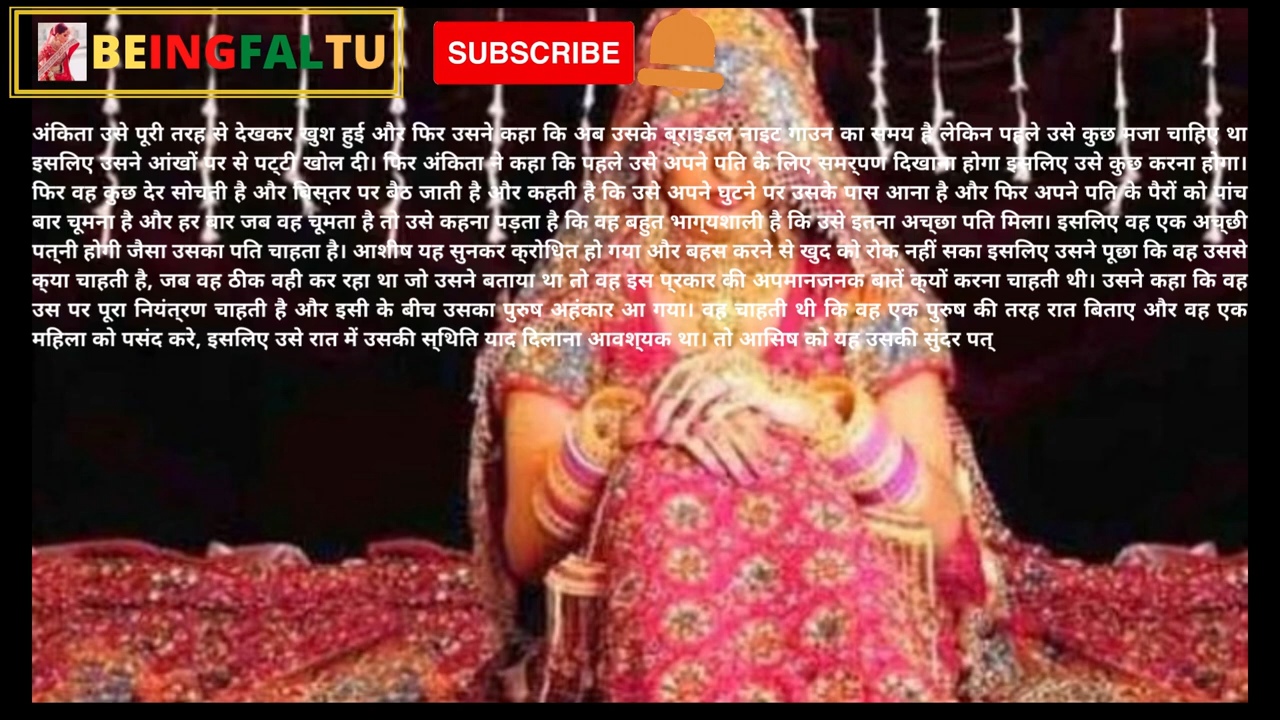 BEINGFALTU
SUBSCRIBE
अंकिता उसे पूरी तरह से देखकर खुश हुई और फिर उसने कहा कि अब उसके ब्राइडल नाइट गाउन का समय है लेकिन पहले उसे कुछ मजा चाहिए था
इसलिए उसने आंखों पर से पट्टी खोल दी। फिर अंकिता ने कहा कि पहले उसे अपने पति के लिए समर्पण दिखाना होगा इसलिए उसे कुछ करना होगा।
फिर वह कुछ देर सोचती है और बिस्तर पर बैठ जाती है और कहती है कि उसे अपने घुटने पर उसके पास आना है और फिर अपने पति के पैरों को पांच
बार चूमना है और हर बार जब वह चूमता है तो उसे कहना पड़ता है कि वह बहुत भाग्यशाली है कि उसे इतना अच्छा पति मिला। इसलिए वह एक अच्छी
पत्नी होगी जैसा उसका पति चाहता है। आशीष यह सुनकर क्रोधित हो गया और बहस करने से खुद को रोक नहीं सका इसलिए उसने पूछा कि वह उससे
क्या चाहती है, जब वह ठीक वही कर रहा था जो उसने बताया था तो वह इस प्रकार की अपमानजनक बातें क्यों करना चाहती थी। उसने कहा कि वह
उस पर पूरा नियंत्रण चाहती है और इसी के बीच उसका पुरुष अहंकार आ गया। वह चाहती थी कि वह एक पुरुष की तरह रात बिताए और वह एक
महिला को पसंद करे, इसलिए उसे रात में उसकी स्थिति याद दिलाना आवश्यक था। तो आसिष को यह उसकी सुंदर पत्